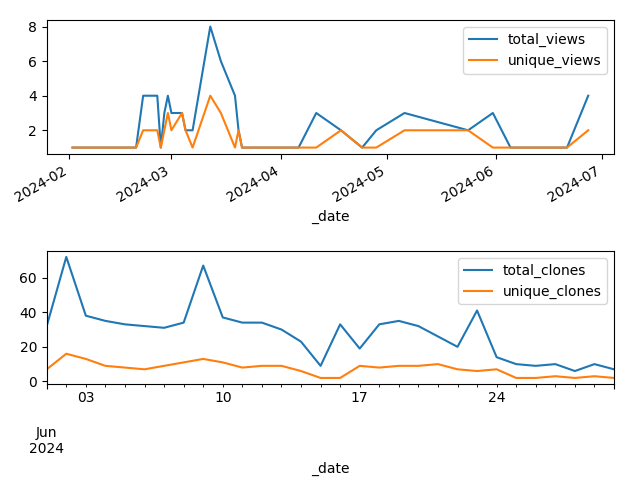 8
6
4
2
total_views
unique_views
2024-02
2024-03
2024-04
2024-05
2024-06
2024-07
_date
60
40
20
0
total_clones
unique_clones
03
10
17
24
Jun
2024
_date